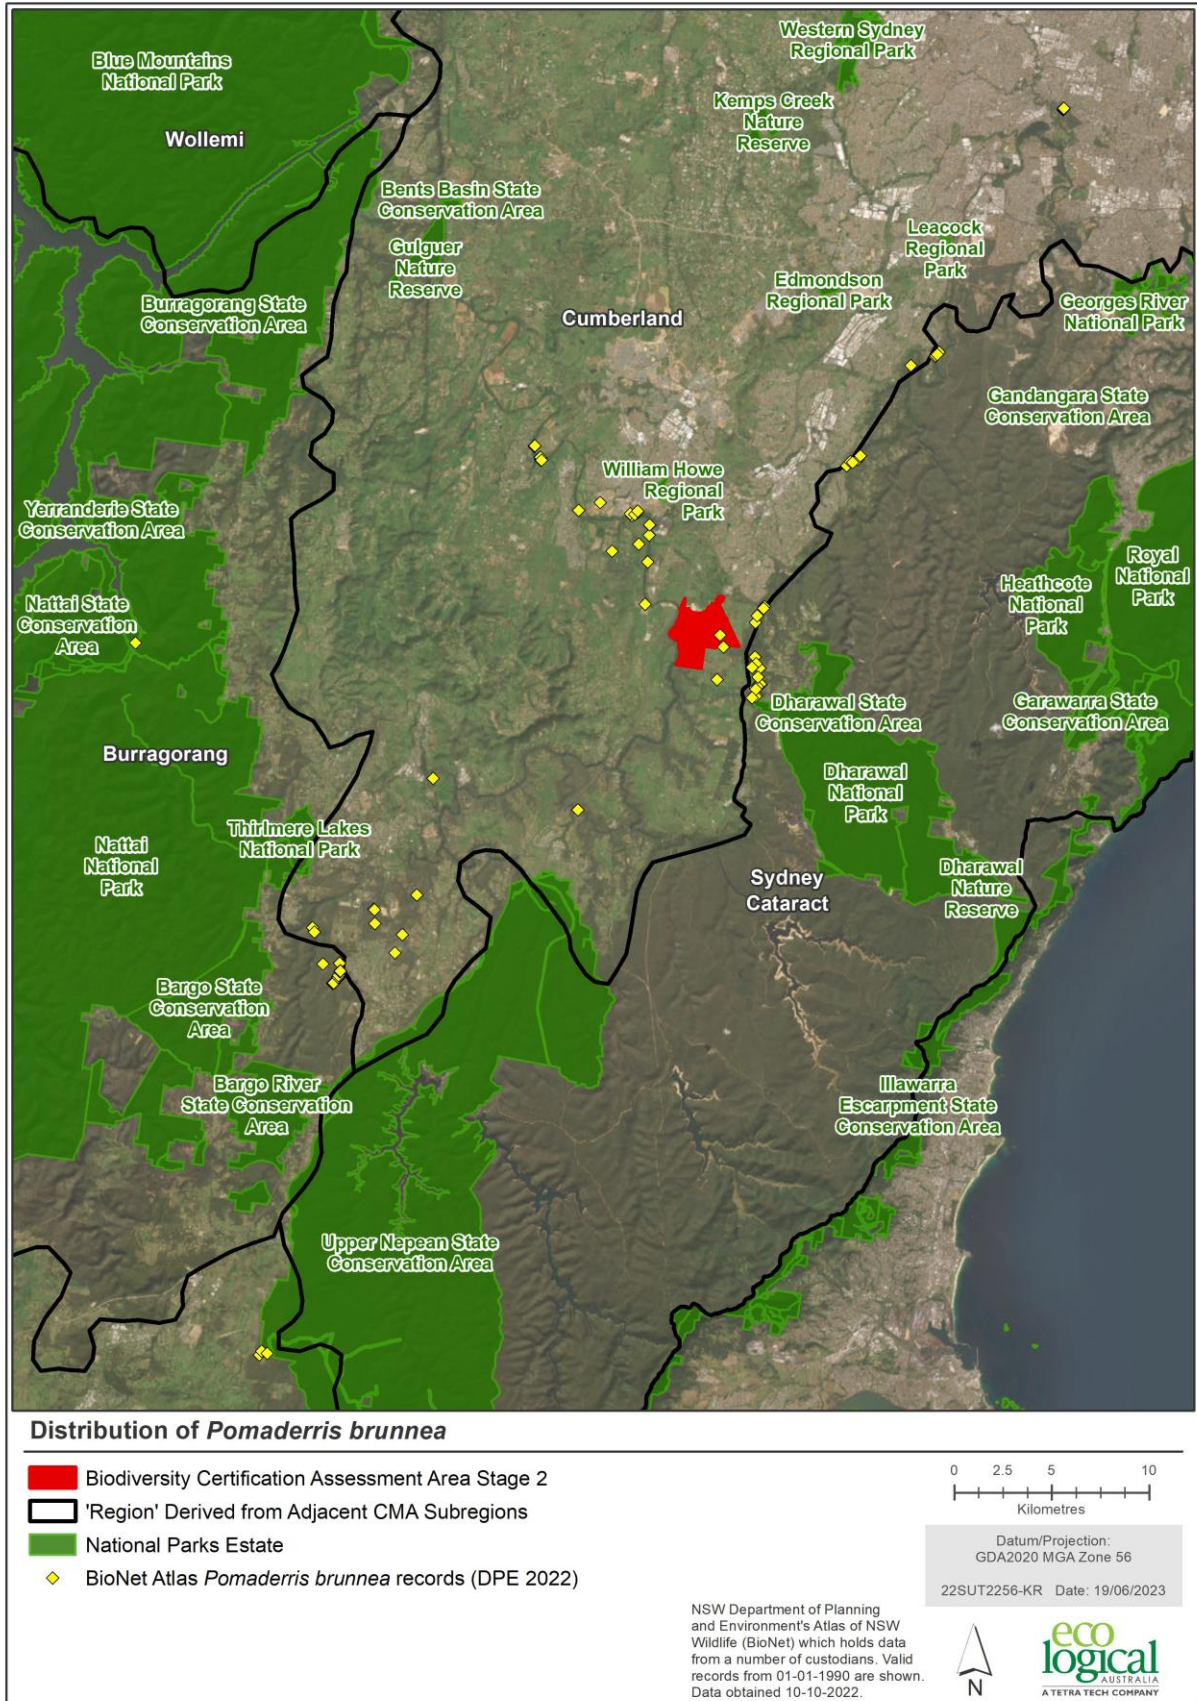 Western Sydney
Regional Park
Blue Mountains
National Park
Kemps Creek
Nature
Reserve
Wollemi
Bents Basin State
Conservation Area
Leacock
Regional
Park
Gulguer
Nature
Reserve
Edmondson
Regional Park
Georges River
National Park
Burragorang State
Conservation Area
Cumberland
Gandangara State
Conservation Area
William Howe
Regional
Park
Yerranderie State
Conservation Area
Royal
National
Park
Heathcote
National
Park
Nattai State
Conservation
Area
Dharawal State
Conservation Area
Garawarra State
Conservation Area
Burragorang
Dharawal
National
Park
Thirlmere Lakes
National Park
Nattai
National
Park
Sydney
Cataract
Dharawal
Nature
Reserve
Bargo State
Conservation
Area
Bargo River
State Conservation
Area
Illawarra
Escarpment State
Conservation Area
Upper Nepean State
Conservation Area
Distribution of Pomaderris brunnea
Biodiversity Certification Assessment Area Stage 2
'Region' Derived from Adjacent CMA Subregions
National Parks Estate
BioNet Atlas Pomaderris brunnea records (DPE 2022)
0 2.5 5 10
Kilometres
Datum/Projection:
GDA2020 MGA Zone 56
22SUT2256-KR Date: 19/06/2023
NSW Department of Planning
and Environment's Atlas of NSW
Wildlife (BioNet) which holds data
from a number of custodians. Valid
records from 01-01-1990 are shown.
Data obtained 10-10-2022.
N
eco
logical
AUSTRALIA
A TETRA TECH COMPANY